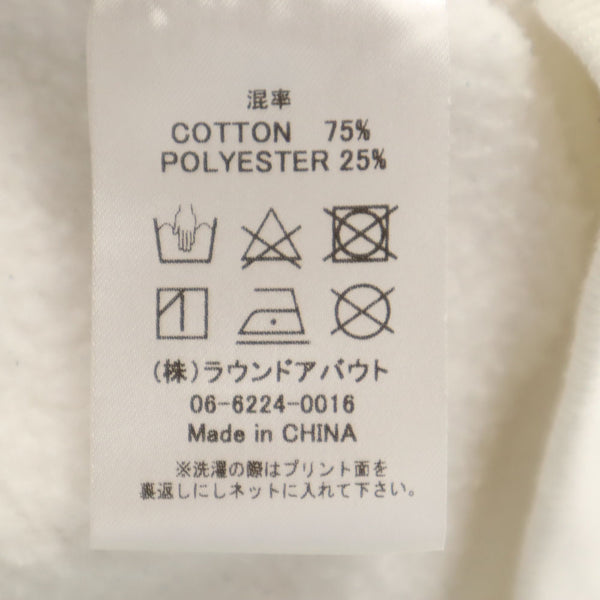 混率
COTTON 75%
POLYESTER 25%
(株)ラウンドアバウト
06-6224-0016
Made in CHINA
※洗濯の際はプリント面を
裏返しにしネットに入れて下さい。